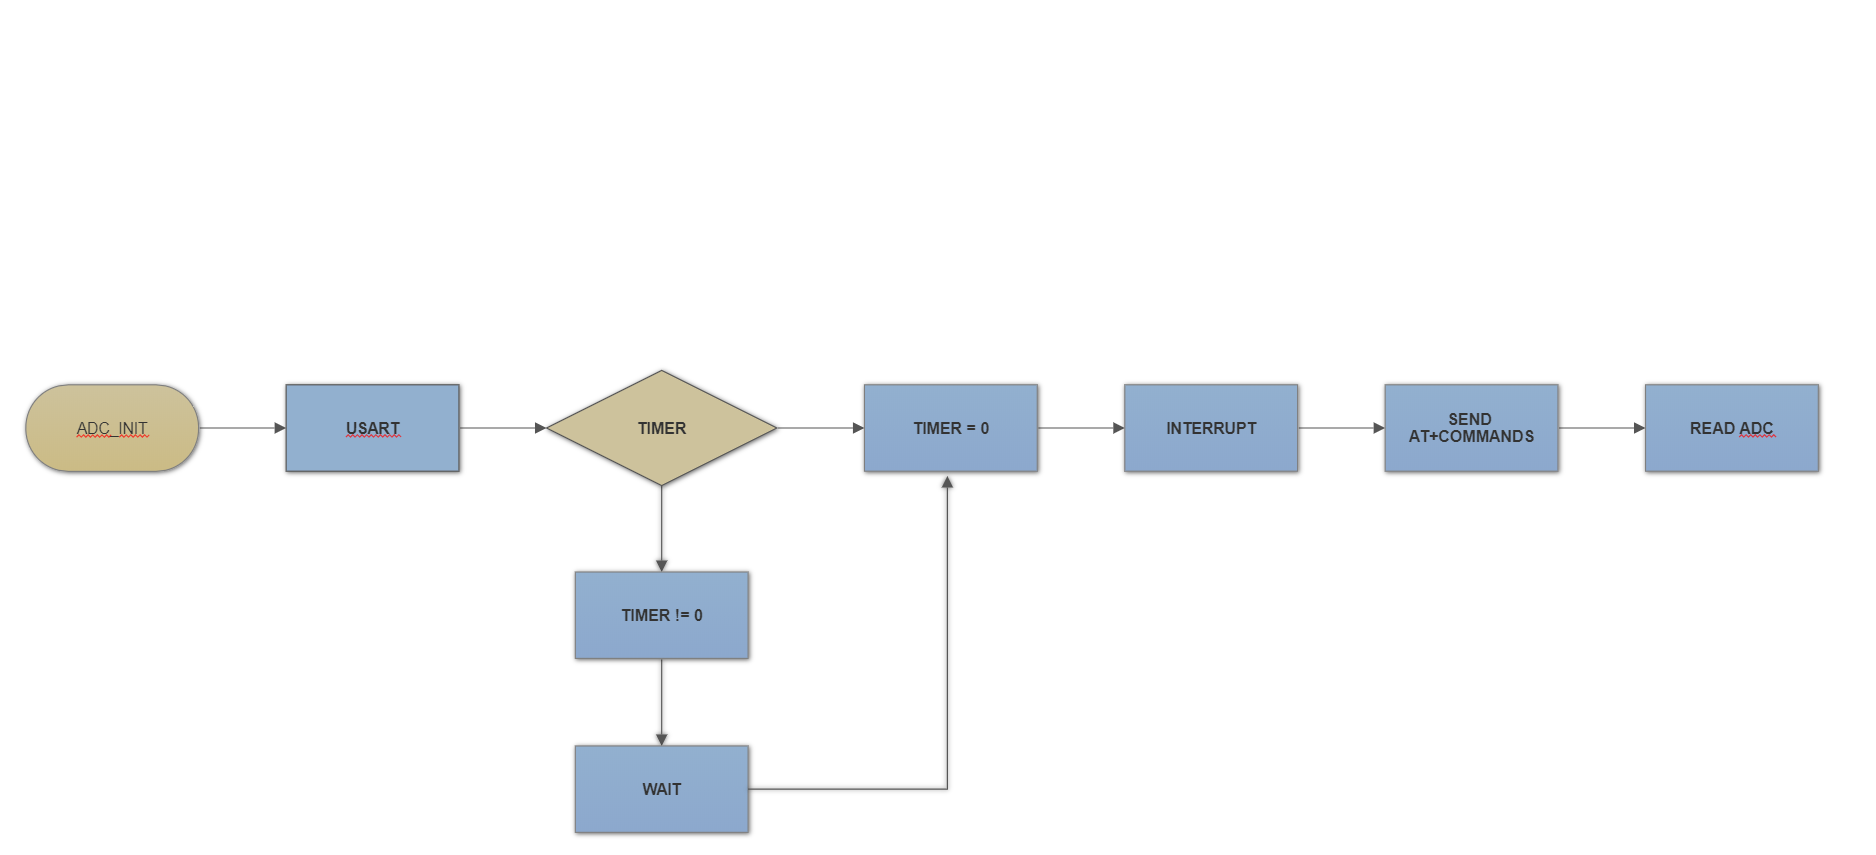 ADC_INIT
USART
TIMER
TIMER = 0
INTERRUPT
SEND
AT+COMMANDS
READ ADC
TIMER != 0
WAIT